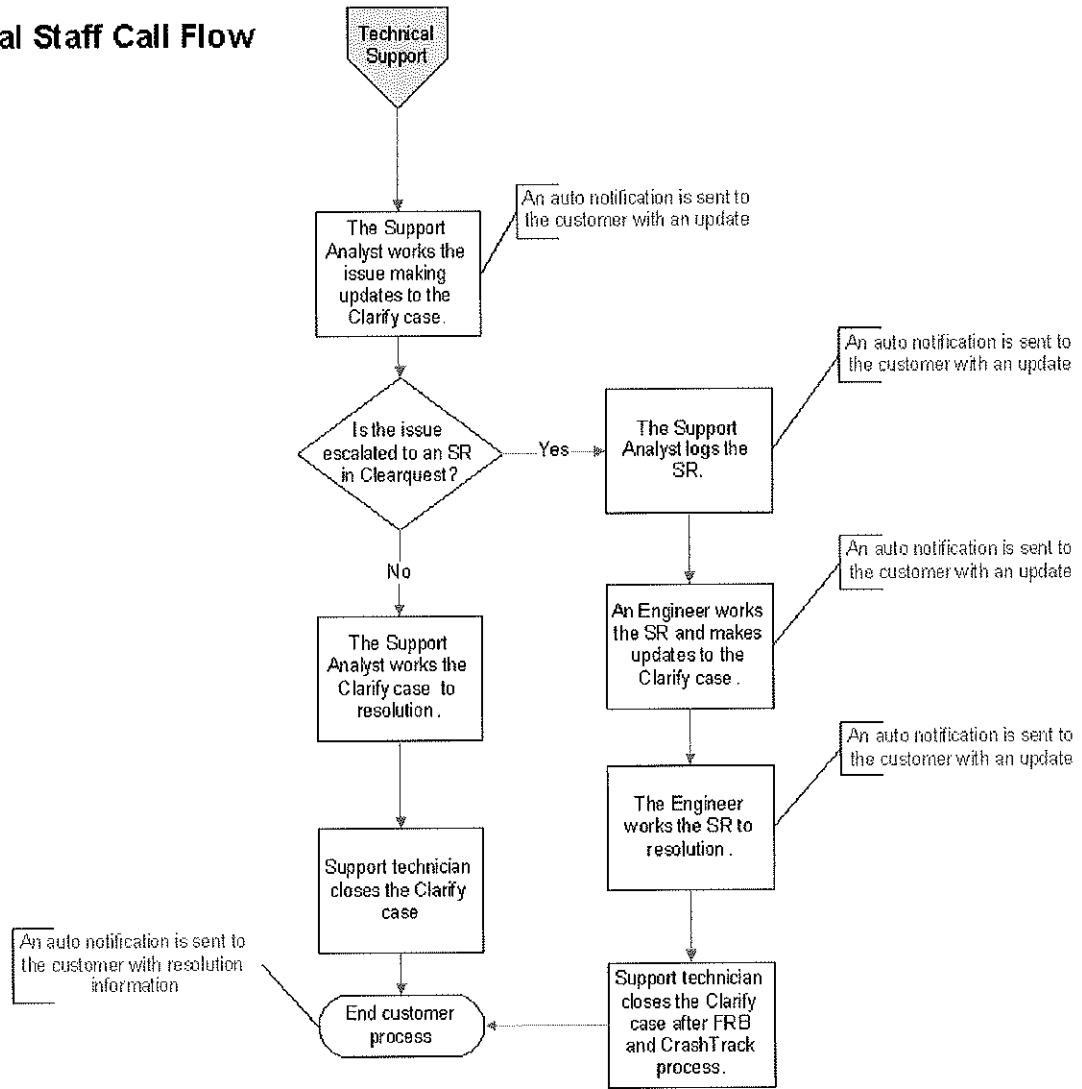 al Staff Call Flow
Technical
Support
An auto notification is sent to
the customer with an update
The Support
Analyst works the
issue making
updates to the
Clarify case.
An auto notification is sent to
the customer with an update
Is the issue
escalated to an SR
in Clearquest?
Yes
The Support
Analyst logs the
SR.
An auto notification is sent to
the customer with an update
No
An Engineer works
the SR and makes
updates to the
Clarify case .
The Support
Analyst works the
Clarify case to
resolution .
An auto notification is sent to
the customer with an update
The Engineer
works the SR to
resolution .
Support technician
closes the Clarify
case
An auto notification is sent to
the customer with resolution
information
Support technician
closes the Clarify
case after FRB
and CrashTrack
process.
End customer
process